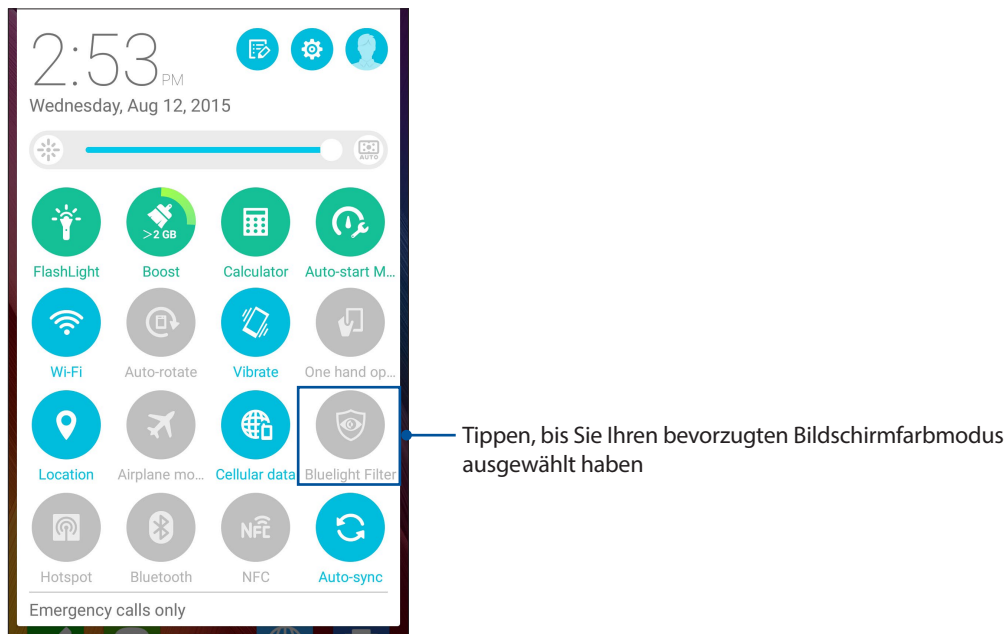 2:53 PM
Wednesday, Aug 12, 2015
AUTO
>2 GB
FlashLight Boost Calculator Auto-start M...
Wi-Fi Auto-rotate Vibrate One hand op...
Location Airplane mo... Cellular data Bluelight Filter
Tippen, bis Sie Ihren bevorzugten Bildschirmfarbmodus
ausgewählt haben
NFC
Hotspot Bluetooth NFC Auto-sync
Emergency calls only